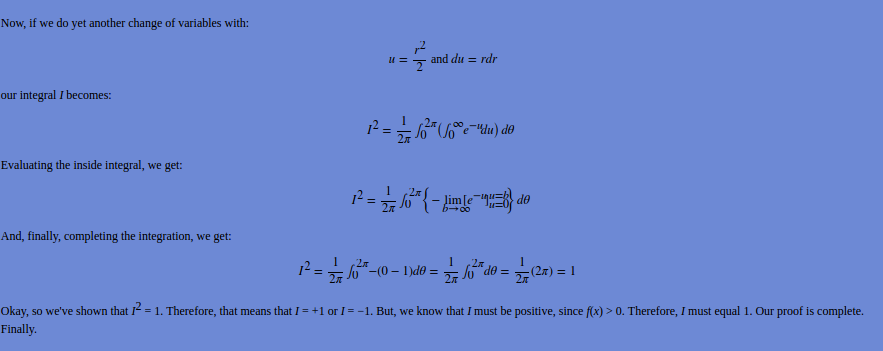 Now, if we do yet another change of variables with:
u = r²/2 and du = rdr
our integral I becomes:
I² = 1/2π ∫₀^2π (∫₀^∞ e^−u du) dθ
Evaluating the inside integral, we get:
I² = 1/2π ∫₀^2π {− lim_b→∞ [e^−u]_u=0^u=b} dθ
And, finally, completing the integration, we get:
I² = 1/2π ∫₀^2π −(0 − 1)dθ = 1/2π ∫₀^2π dθ = 1/2π (2π) = 1
Okay, so we've shown that I² = 1. Therefore, that means that I = +1 or I = −1. But, we know that I must be positive, since f(x) > 0. Therefore, I must equal 1. Our proof is complete.
Finally.